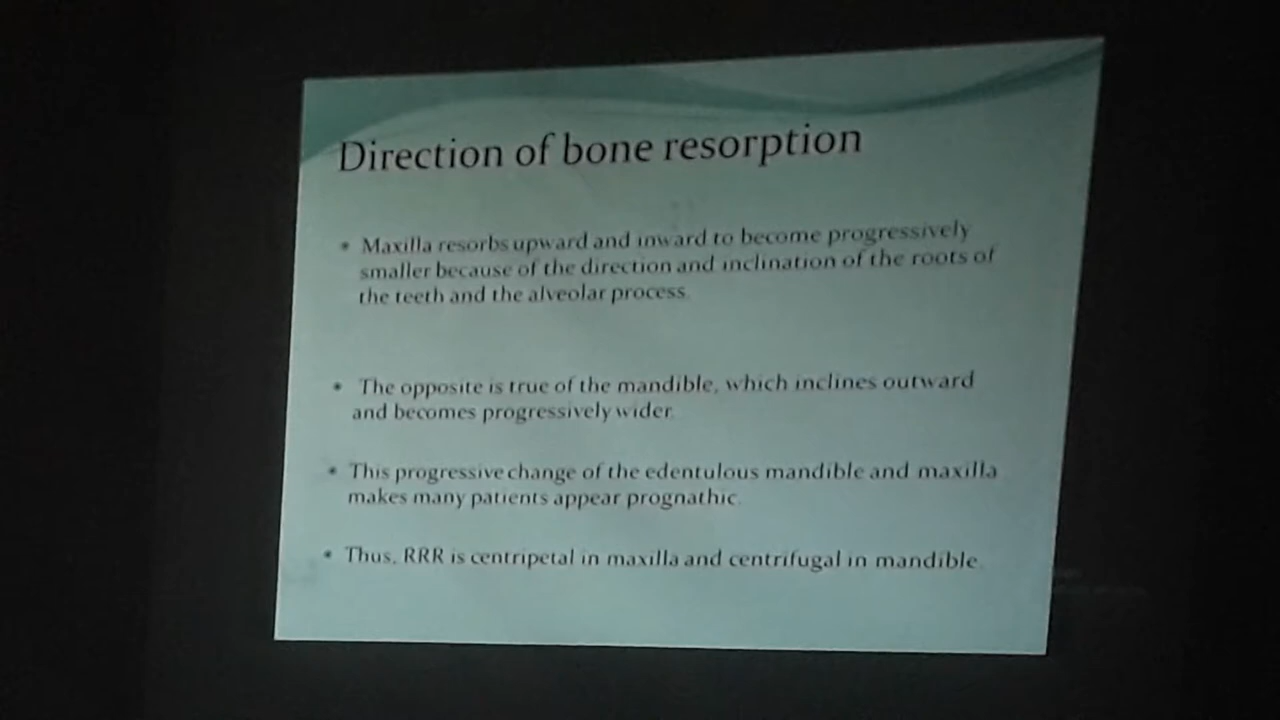 Direction of bone resorption
• Maxilla resorbs upward and inward to become progressively
smaller because of the direction and inclination of the roots of
the teeth and the alveolar process.
• The opposite is true of the mandible, which inclines outward
and becomes progressively wider.
• This progressive change of the edentulous mandible and maxilla
makes many patients appear prognathic.
• Thus, RRR is centripetal in maxilla and centrifugal in mandible.